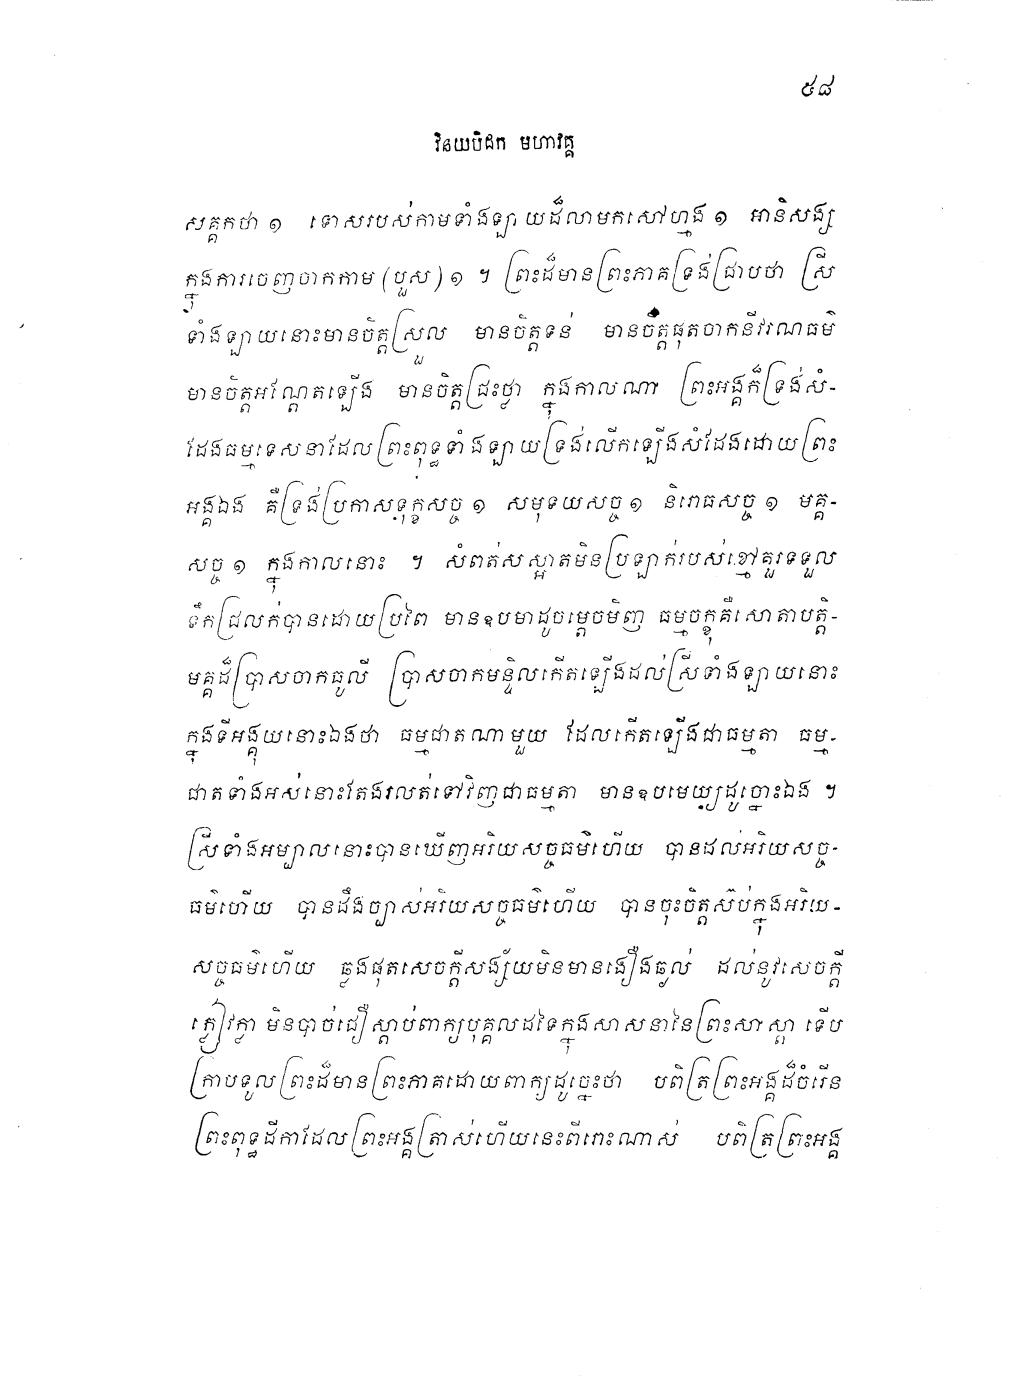 ៥៨
វិនយបិដក មហាវគ្គ
សគ្គកថា ១ ទោសរបស់កាមទាំងឡាយដ៏លាមកសៅហ្មង ១ អានិសង្ស
ក្នុងការចេញចាកកាម (បួស) ១ ។ ព្រះដ៏មានព្រះភាគទ្រង់ជ្រាបថា ស្រី
ទាំងឡាយនោះមានចិត្តស្រួល មានចិត្តទន់ មានចិត្តផុតចាកនីវរណធម៌
មានចិត្តអណ្តែតឡើង មានចិត្តជ្រះថ្លា ក្នុងកាលណា ព្រះអង្គក៏ទ្រង់សំ-
ដែងធម្មទេសនាដែលព្រះពុទ្ធទាំងឡាយទ្រង់លើកឡើងសំដែងដោយព្រះ
អង្គឯង គឺទ្រង់ប្រកាសទុក្ខសច្ច ១ សមុទយសច្ច ១ និរោធសច្ច ១ មគ្គ-
សច្ច ១ ក្នុងកាលនោះ ។ សំពត់សស្អាតមិនប្រឡាក់របស់ខ្មៅគួរទទួល
ទឹកជ្រលក់បានដោយប្រពៃ មានឧបមាដូចម្តេចមិញ ធម្មចក្ខុគឺសោតាបត្តិ-
មគ្គដ៏ប្រាសចាកធូលី ប្រាសចាកមន្ទិលកើតឡើងដល់ស្រីទាំងឡាយនោះ
ក្នុងទីអង្គុយនោះឯងថា ធម្មជាតណាមួយ ដែលកើតឡើងជាធម្មតា ធម្ម-
ជាតទាំងអស់នោះតែងរលត់ទៅវិញជាធម្មតា មានឧបមេយ្យដូច្នោះឯង ។
ស្រីទាំងអម្បាលនោះបានឃើញអរិយសច្ចធម៌ហើយ បានដល់អរិយសច្ច-
ធម៌ហើយ បានដឹងច្បាស់អរិយសច្ចធម៌ហើយ បានចុះចិត្តស៊ប់ក្នុងអរិយ-
សច្ចធម៌ហើយ ឆ្លងផុតសេចក្តីសង្ស័យមិនមានងឿងឆ្ងល់ ដល់នូវសេចក្តី
ក្លៀវក្លា មិនបាច់ជឿស្តាប់ពាក្យបុគ្គលដទៃក្នុងសាសនានៃព្រះសាស្តា ទើប
ក្រាបទូលព្រះដ៏មានព្រះភាគដោយពាក្យដូច្នេះថា បពិត្រព្រះអង្គដ៏ចំរើន
ព្រះពុទ្ធដីកាដែលព្រះអង្គត្រាស់ហើយនេះពីរោះណាស់ បពិត្រព្រះអង្គ